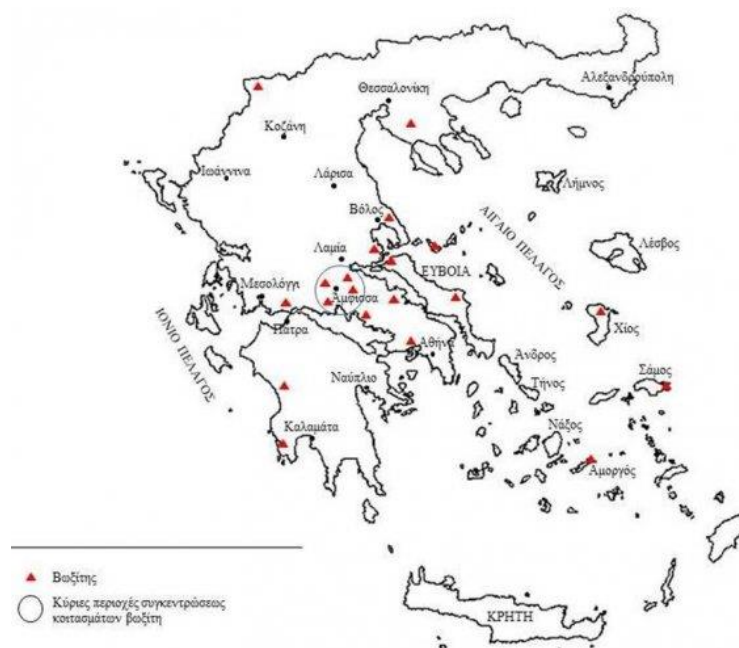 Αλεξανδρούπολη
Θεσσαλονίκη
Κοζάνη
Ιωάννινα
Λάρισα
Λήμνος
Βόλος
ΑΙΓΑΙΟ ΠΕΛΑΓΟΣ
Λαμία
Λέσβος
ΕΥΒΟΙΑ
Μεσολόγγι
Άμφισσα
Χίος
Πάτρα
Αθήνα
ΙΟΝΙΟ ΠΕΛΑΓΟΣ
Άνδρος
Σάμος
Ναύπλιο
Τήνος
Νάξος
Καλαμάτα
Αμοργός
Βωξίτης
Κύριες περιοχές συγκεντρώσεως
κοιτασμάτων βωξίτη
ΚΡΗΤΗ